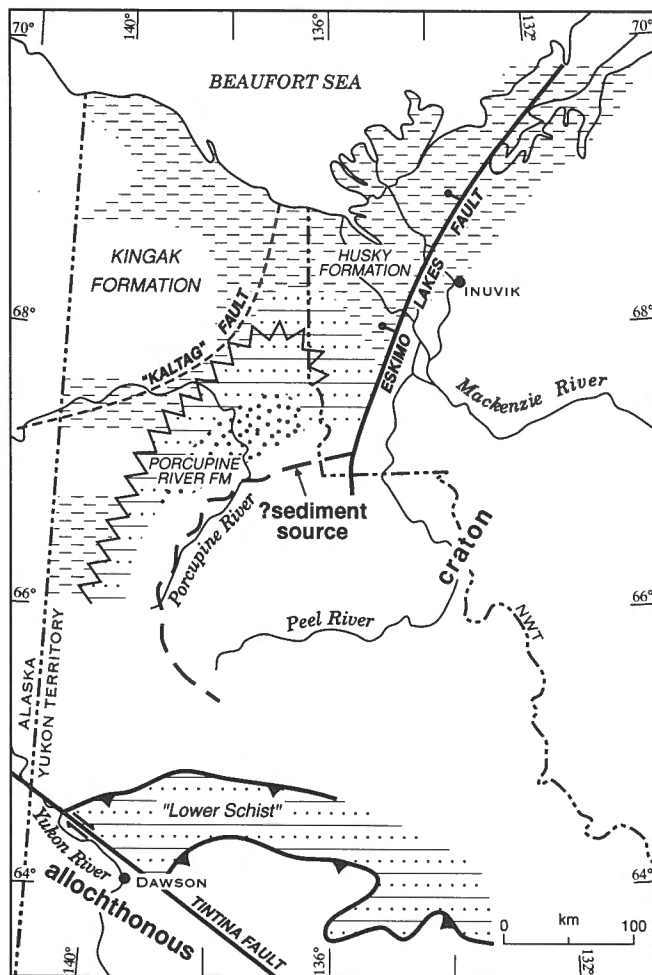 70°
140°
136°
132°
70°
BEAUFORT SEA
KINGAK
FORMATION
HUSKY
FORMATION
ESKIMO LAKES FAULT
INUVIK
68°
68°
"KALTAG" FAULT
Mackenzie River
PORCUPINE
RIVER FM
?sediment
source
Porcupine River
craton
66°
66°
Peel River
NWT
ALASKA
YUKON TERRITORY
"Lower Schist"
Yukon River
64°
DAWSON
64°
allochthonous
TINTINA FAULT
0 km 100
140°
136°
132°